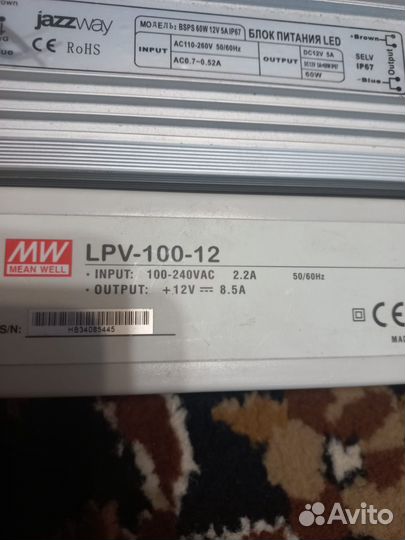 Brown
jazzway
CE RoHS
МОДЕЛЬ: BSPS 60W 12V 5A IP67
БЛОК ПИТАНИЯ LED
INPUT
AC110-260V 50/60Hz
AC0.7~0.52A
OUTPUT
DC12V 5A
60W
Brown
SELV
IP67
Blue
Output
MW
MEAN WELL
LPV-100-12
· INPUT: 100-240VAC 2.2A 50/60Hz
· OUTPUT: +12V 8.5A
S/N:
HB34085445
CE
Avito